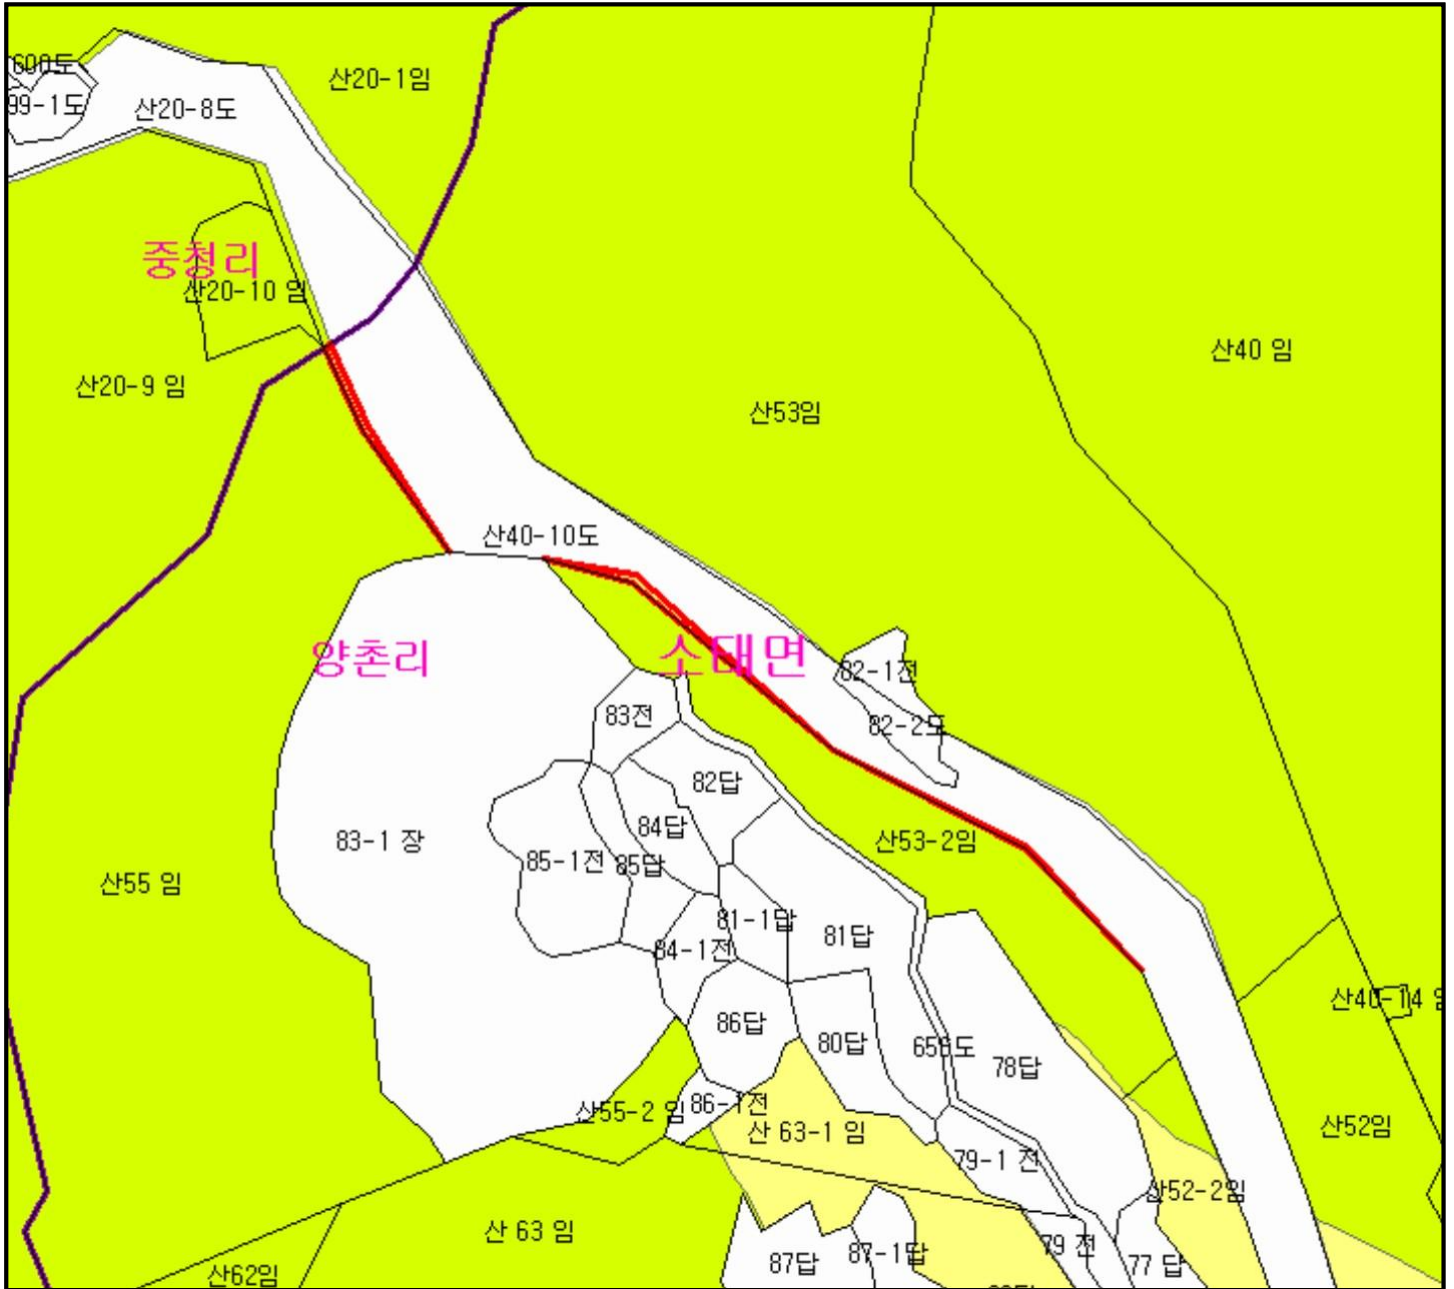 산20-1임
600도
99-1도
산20-8도
중청리
산20-10 임
산20-9 임
산40 임
산53임
산40-10도
양촌리
소태면
82-1전
82-2도
83전
82답
84답
83-1 장
85-1전
85답
산53-2임
산55 임
81-1답
81답
84-1전
산40-14
86답
80답
도
78답
산55-2 임
86-1전
산 63-1 임
산52임
79-1 전
산52-2임
산 63 임
79 전
87-1답
87답
77 답
산62임